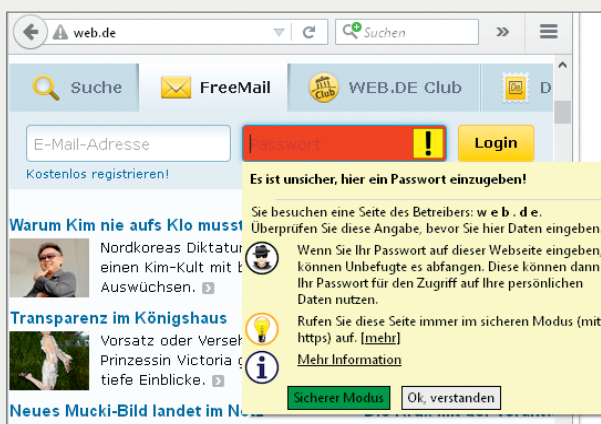 web.de
Suchen
Suche
FreeMail
Club
WEB.DE Club
De
D
E-Mail-Adresse
Passwort
!
Login
Kostenlos registrieren!
Es ist unsicher, hier ein Passwort einzugeben!
Sie besuchen eine Seite des Betreibers: w e b . d e .
Überprüfen Sie diese Angabe, bevor Sie hier Daten eingeben.
Wenn Sie Ihr Passwort auf dieser Webseite eingeben,
können Unbefugte es abfangen. Diese können dann
Ihr Passwort für den Zugriff auf Ihre persönlichen
Daten nutzen.
Rufen Sie diese Seite immer im sicheren Modus (mit
https) auf. [mehr]
i
Mehr Information
Sicherer Modus
Ok, verstanden
Warum Kim nie aufs Klo musst
Nordkoreas Diktatur
einen Kim-Kult mit
Auswüchsen.
Transparenz im Königshaus
Vorsatz oder Verseh
Prinzessin Victoria g
tiefe Einblicke.
Neues Mucki-Bild landet im